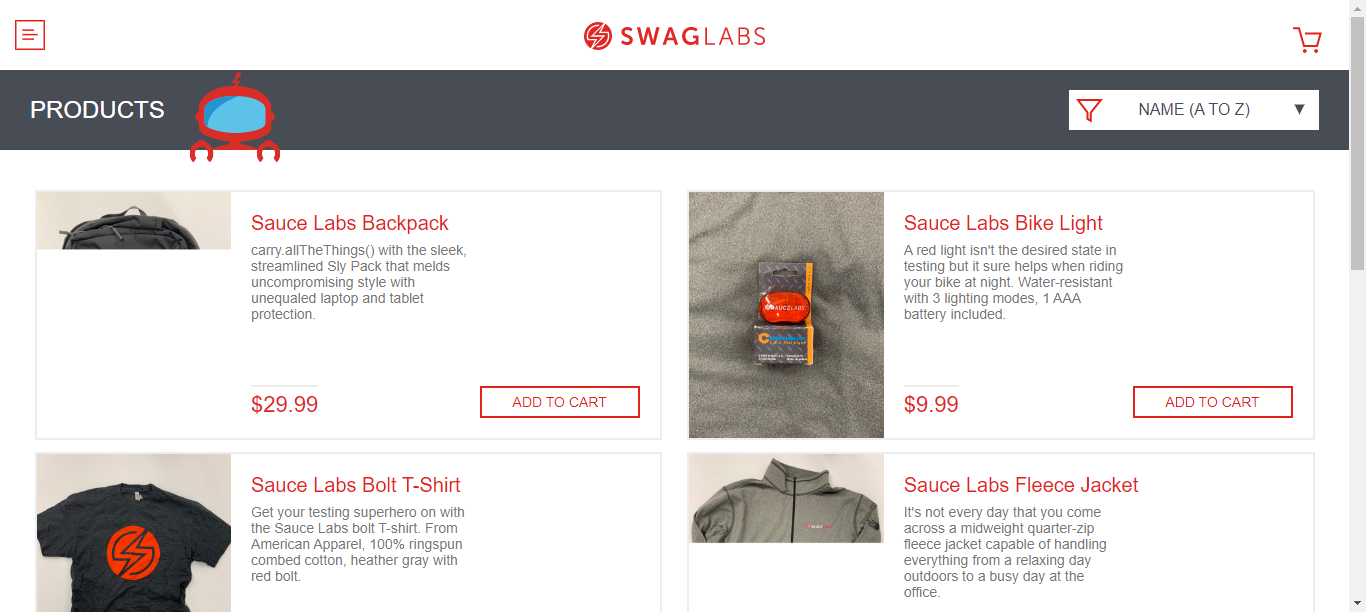 SWAGLABS
PRODUCTS
NAME (A TO Z)
Sauce Labs Backpack
carry.allTheThings() with the sleek,
streamlined Sly Pack that melds
uncompromising style with
unequaled laptop and tablet
protection.
$29.99
ADD TO CART
Sauce Labs Bike Light
A red light isn't the desired state in
testing but it sure helps when riding
your bike at night. Water-resistant
with 3 lighting modes, 1 AAA
battery included.
$9.99
ADD TO CART
SAUCELABS
Sauce Labs Bolt T-Shirt
Get your testing superhero on with
the Sauce Labs bolt T-shirt. From
American Apparel, 100% ringspun
combed cotton, heather gray with
red bolt.
Sauce Labs Fleece Jacket
It's not every day that you come
across a midweight quarter-zip
fleece jacket capable of handling
everything from a relaxing day
outdoors to a busy day at the
office.